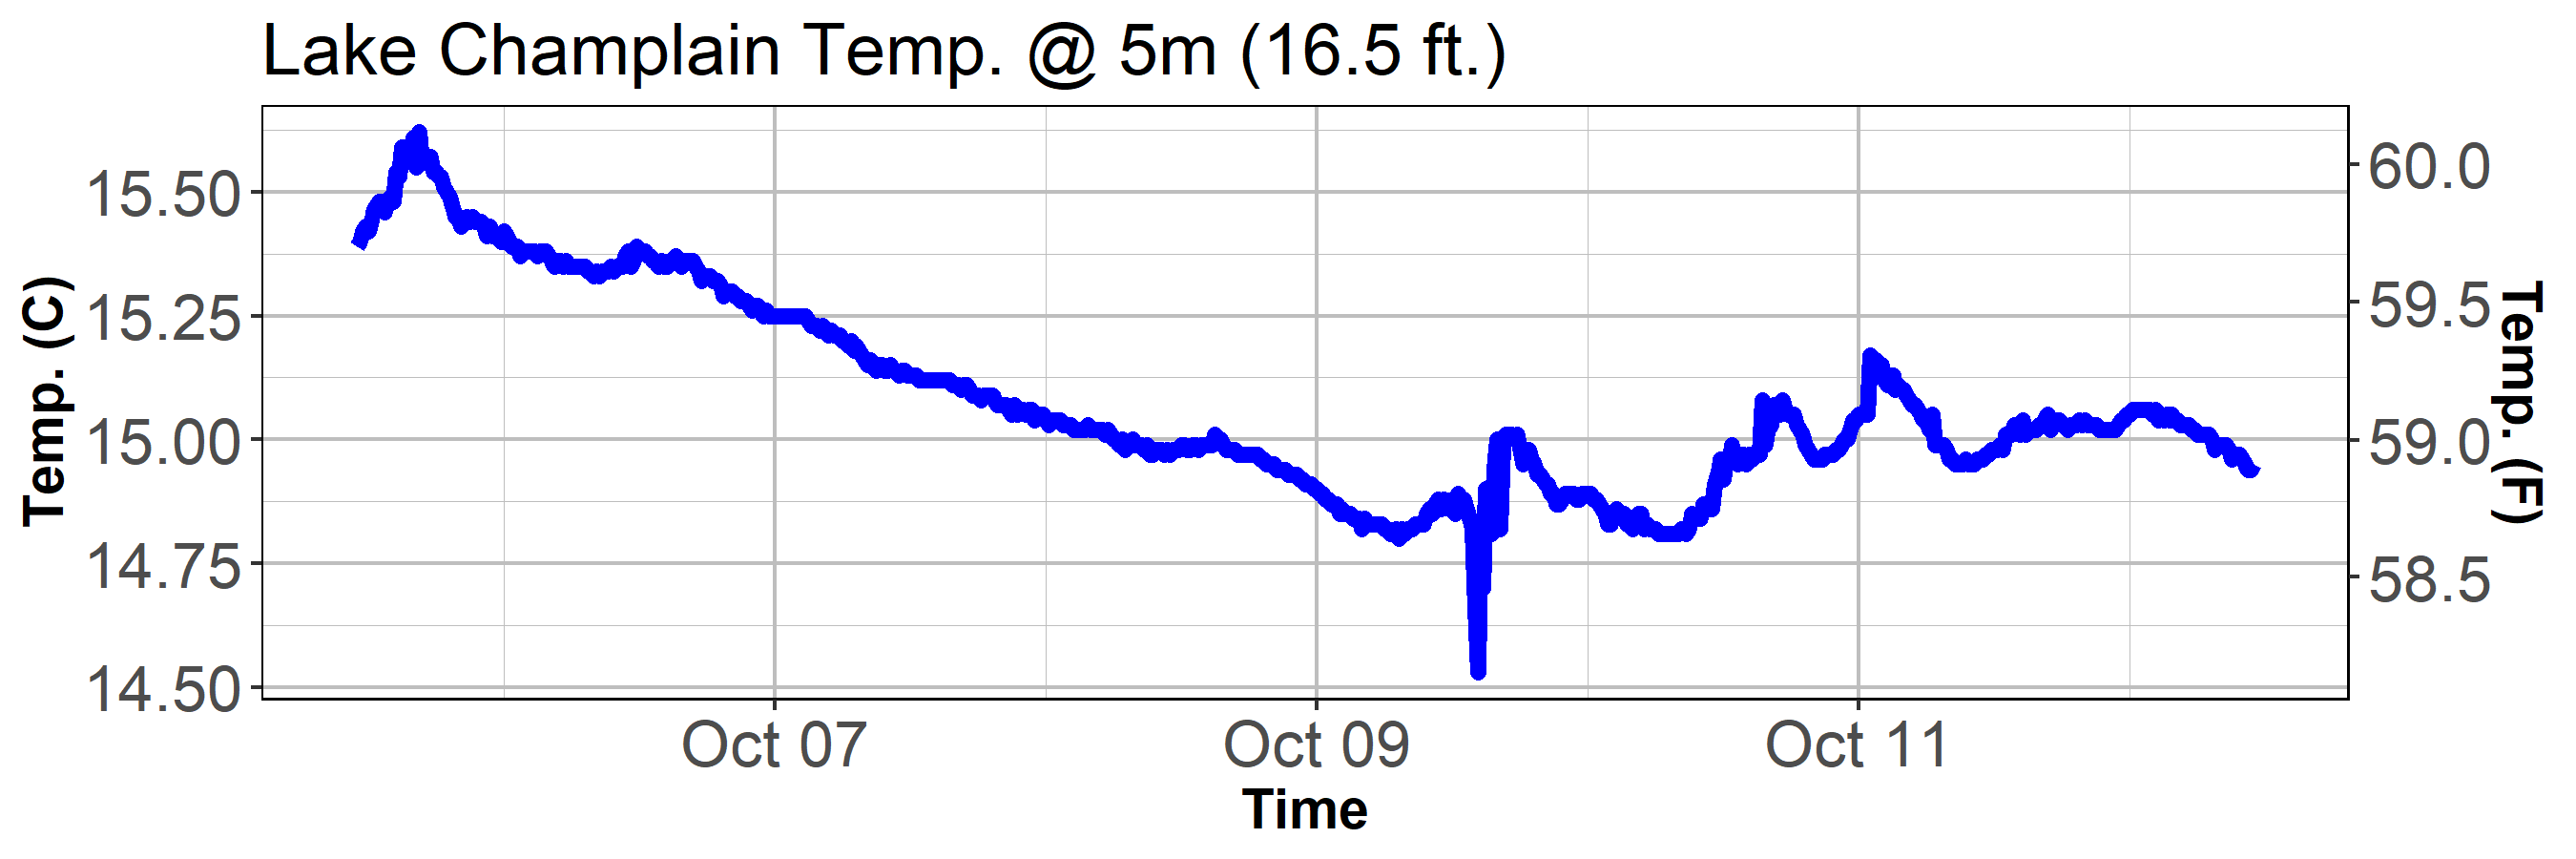 Lake Champlain Temp. @ 5m (16.5 ft.)
Temp. (C)
15.50
15.25
15.00
14.75
14.50
60.0
59.5
59.0
58.5
Temp. (F)
Oct 07
Oct 09
Oct 11
Time